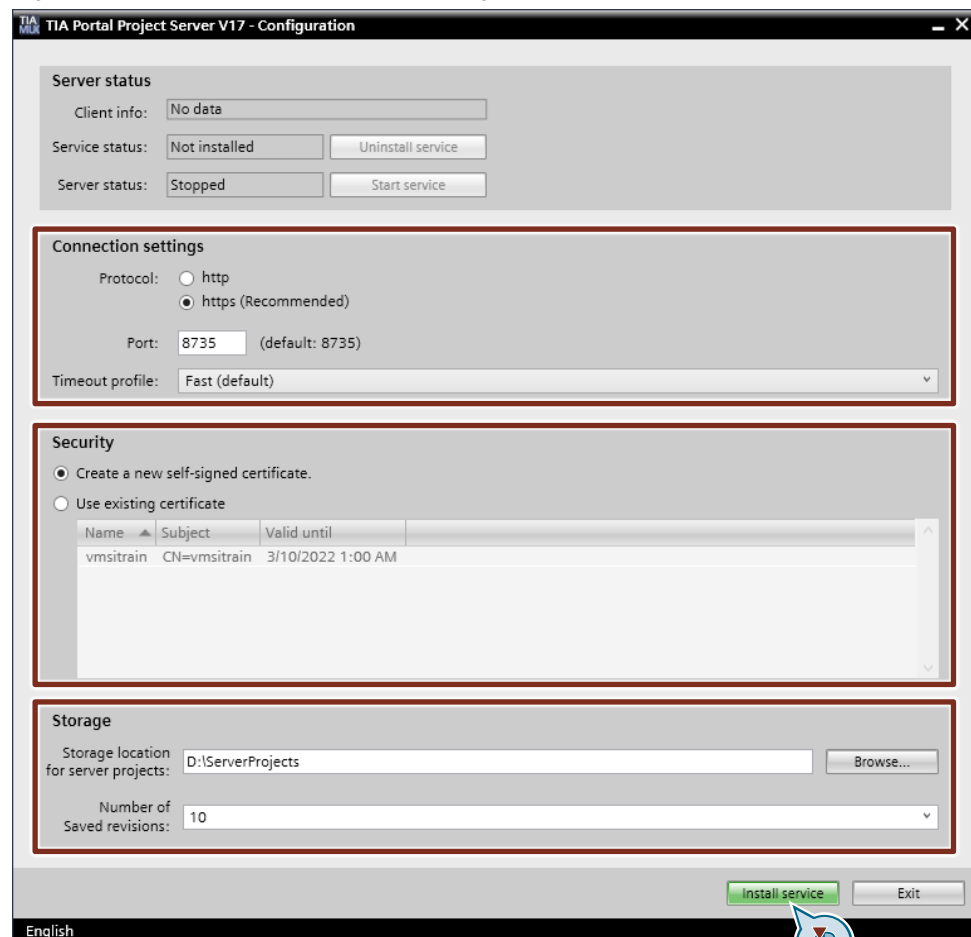 TIA MUX TIA Portal Project Server V17 - Configuration
Server status
Client info: No data
Service status: Not installed Uninstall service
Server status: Stopped Start service
Connection settings
Protocol: http
https (Recommended)
Port: 8735 (default: 8735)
Timeout profile: Fast (default)
Security
Create a new self-signed certificate.
Use existing certificate
Name Subject Valid until
vmsitrain CN=vmsitrain 3/10/2022 1:00 AM
Storage
Storage location
for server projects: D:\ServerProjects Browse...
Number of
Saved revisions: 10
Install service Exit
English